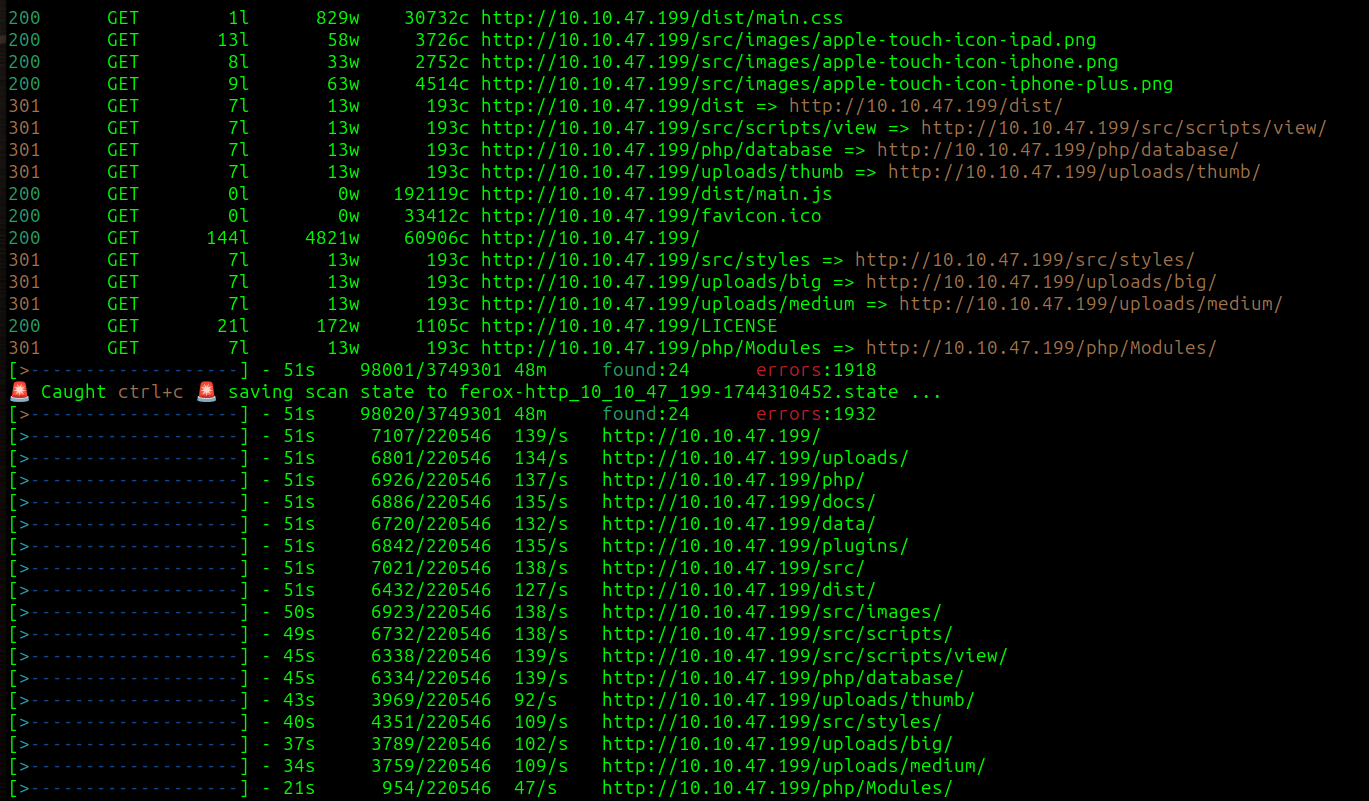 200 GET 1l 829w 30732c http://10.10.47.199/dist/main.css
200 GET 13l 58w 3726c http://10.10.47.199/src/images/apple-touch-icon-ipad.png
200 GET 8l 33w 2752c http://10.10.47.199/src/images/apple-touch-icon-iphone.png
200 GET 9l 63w 4514c http://10.10.47.199/src/images/apple-touch-icon-iphone-plus.png
301 GET 7l 13w 193c http://10.10.47.199/dist => http://10.10.47.199/dist/
301 GET 7l 13w 193c http://10.10.47.199/src/scripts/view => http://10.10.47.199/src/scripts/view/
301 GET 7l 13w 193c http://10.10.47.199/php/database => http://10.10.47.199/php/database/
301 GET 7l 13w 193c http://10.10.47.199/uploads/thumb => http://10.10.47.199/uploads/thumb/
200 GET 0l 0w 192119c http://10.10.47.199/dist/main.js
200 GET 0l 0w 33412c http://10.10.47.199/favicon.ico
200 GET 144l 4821w 60906c http://10.10.47.199/
301 GET 7l 13w 193c http://10.10.47.199/src/styles => http://10.10.47.199/src/styles/
301 GET 7l 13w 193c http://10.10.47.199/uploads/big => http://10.10.47.199/uploads/big/
301 GET 7l 13w 193c http://10.10.47.199/uploads/medium => http://10.10.47.199/uploads/medium/
200 GET 21l 172w 1105c http://10.10.47.199/LICENSE
301 GET 7l 13w 193c http://10.10.47.199/php/Modules => http://10.10.47.199/php/Modules/
[>-------------------] - 51s 98001/3749301 48m found:24 errors:1918
🚨 Caught ctrl+c 🚨 saving scan state to ferox-http_10_10_47_199-1744310452.state ...
[>-------------------] - 51s 98020/3749301 48m found:24 errors:1932
[>-------------------] - 51s 7107/220546 139/s http://10.10.47.199/
[>-------------------] - 51s 6801/220546 134/s http://10.10.47.199/uploads/
[>-------------------] - 51s 6926/220546 137/s http://10.10.47.199/php/
[>-------------------] - 51s 6886/220546 135/s http://10.10.47.199/docs/
[>-------------------] - 51s 6720/220546 132/s http://10.10.47.199/data/
[>-------------------] - 51s 6842/220546 135/s http://10.10.47.199/plugins/
[>-------------------] - 51s 7021/220546 138/s http://10.10.47.199/src/
[>-------------------] - 51s 6432/220546 127/s http://10.10.47.199/dist/
[>-------------------] - 50s 6923/220546 138/s http://10.10.47.199/src/images/
[>-------------------] - 49s 6732/220546 138/s http://10.10.47.199/src/scripts/
[>-------------------] - 45s 6338/220546 139/s http://10.10.47.199/src/scripts/view/
[>-------------------] - 45s 6334/220546 139/s http://10.10.47.199/php/database/
[>-------------------] - 43s 3969/220546 92/s http://10.10.47.199/uploads/thumb/
[>-------------------] - 40s 4351/220546 109/s http://10.10.47.199/src/styles/
[>-------------------] - 37s 3789/220546 102/s http://10.10.47.199/uploads/big/
[>-------------------] - 34s 3759/220546 109/s http://10.10.47.199/uploads/medium/
[>-------------------] - 21s 954/220546 47/s http://10.10.47.199/php/Modules/